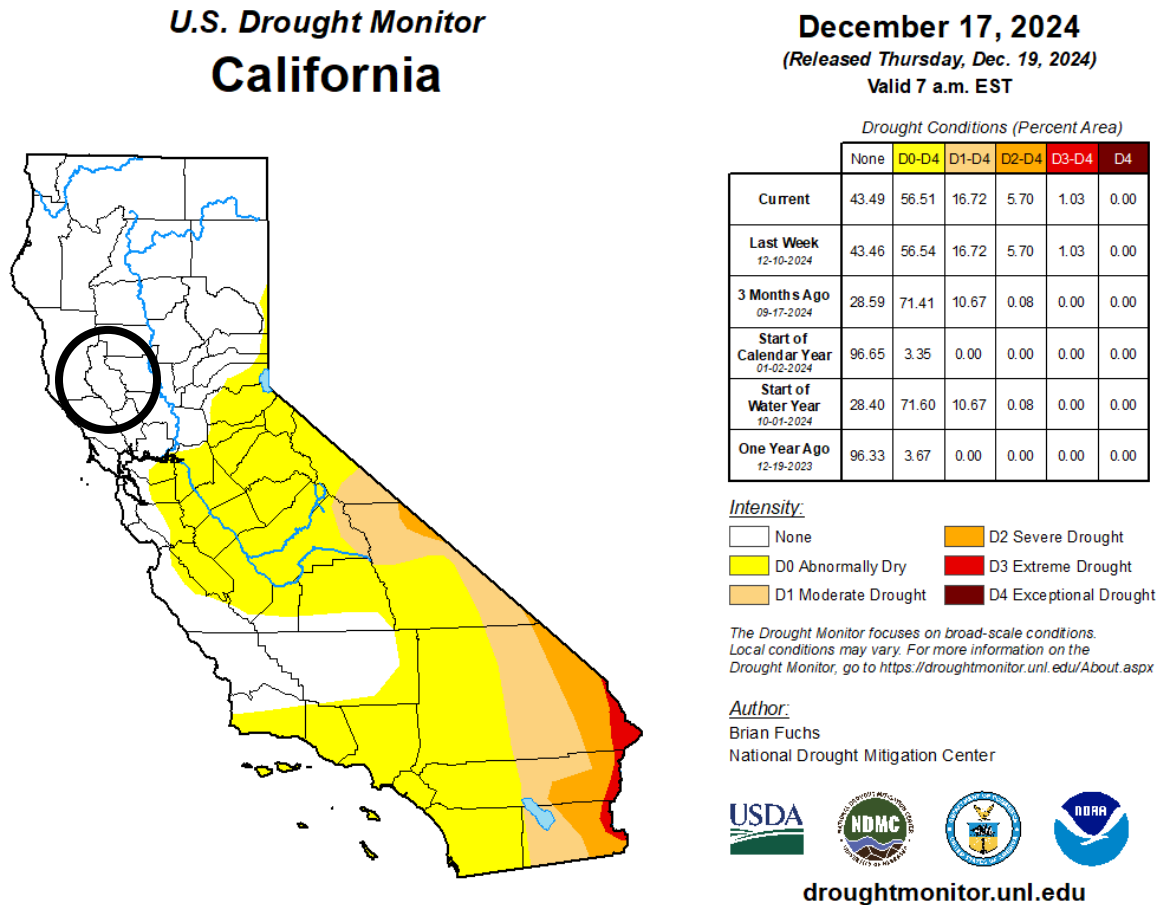 U.S. Drought Monitor
California
December 17, 2024
(Released Thursday, Dec. 19, 2024)
Valid 7 a.m. EST
Drought Conditions (Percent Area)
None D0-D4 D1-D4 D2-D4 D3-D4 D4
Current 43.49 56.51 16.72 5.70 1.03 0.00
Last Week
12-10-2024 43.46 56.54 16.72 5.70 1.03 0.00
3 Months Ago
09-17-2024 28.59 71.41 10.67 0.08 0.00 0.00
Start of
Calendar Year
01-02-2024 96.65 3.35 0.00 0.00 0.00 0.00
Start of
Water Year
10-01-2024 28.40 71.60 10.67 0.08 0.00 0.00
One Year Ago
12-19-2023 96.33 3.67 0.00 0.00 0.00 0.00
Intensity:
None
D0 Abnormally Dry
D1 Moderate Drought
D2 Severe Drought
D3 Extreme Drought
D4 Exceptional Drought
The Drought Monitor focuses on broad-scale conditions.
Local conditions may vary. For more information on the
Drought Monitor, go to https://droughtmonitor.unl.edu/About.aspx
Author:
Brian Fuchs
National Drought Mitigation Center
USDA
NDMC
NOAA
droughtmonitor.unl.edu